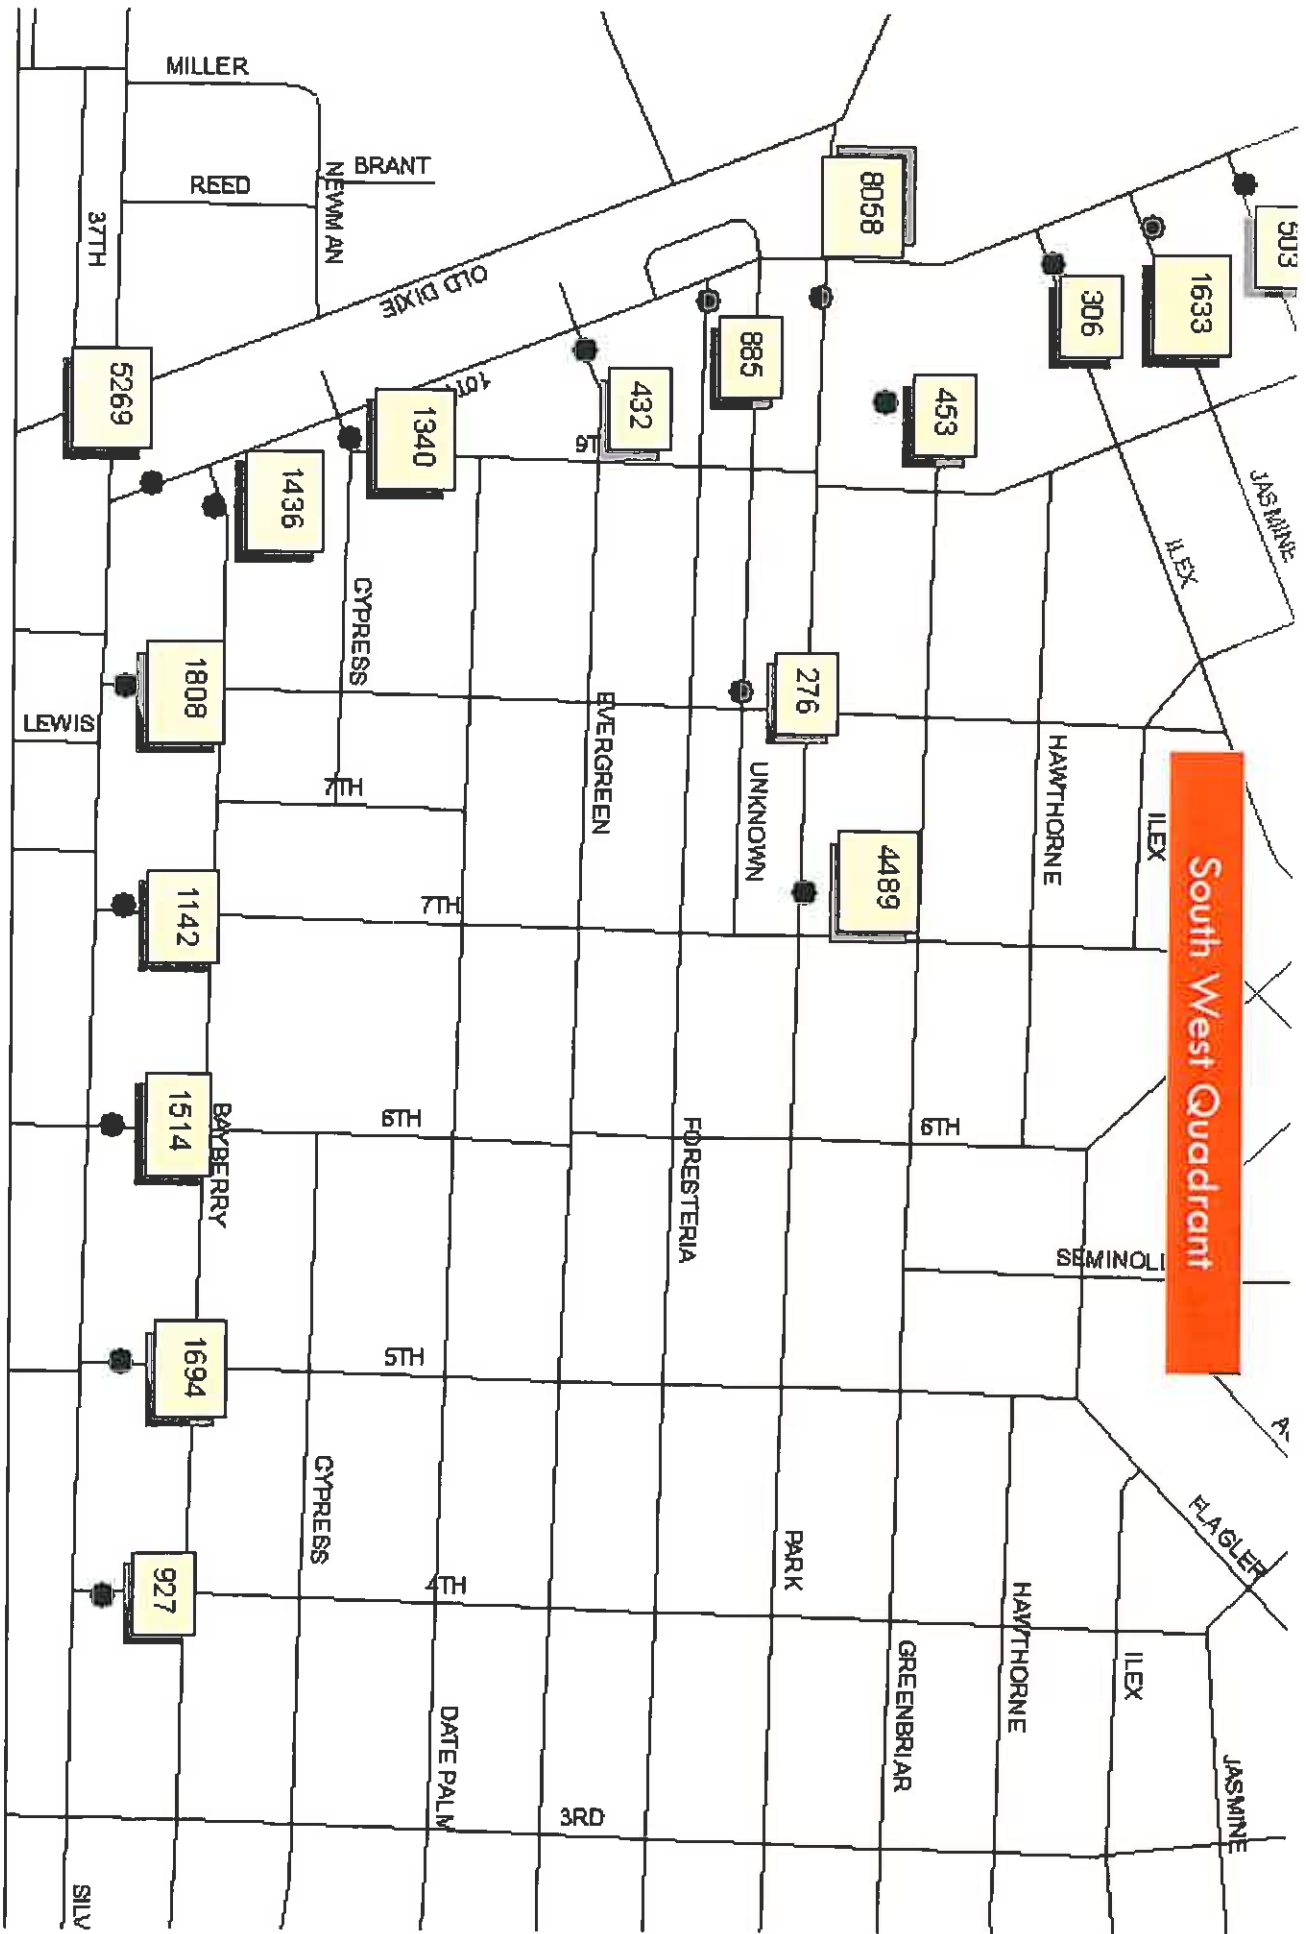 MILLER
BRANT
REED
NEWMAN
37TH
OLD DIXIE
8058
503
1633
306
885
453
432
5269
1340
1436
JASMINE
ILEX
CYPRESS
1808
276
LEWIS
EVERGREEN
HAWTHORNE
7TH
UNKNOWN
ILEX
4489
South West Quadrant
1142
7TH
1514
BAYBERRY
6TH
6TH
FORESTERIA
SEMINOL
1694
5TH
CYPRESS
PARK
FLAGLER
927
4TH
HAWTHORNE
GREENBRIAR
ILEX
DATE PALM
JASMINE
3RD
SILV